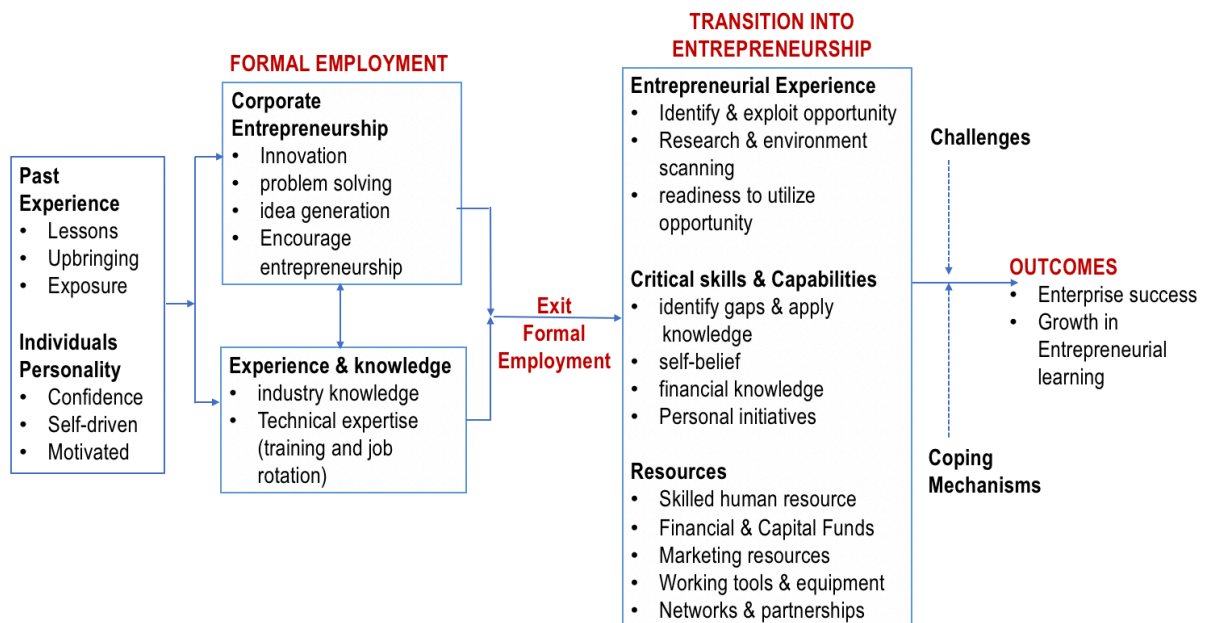 Past
Experience
• Lessons
• Upbringing
• Exposure
Individuals
Personality
• Confidence
• Self-driven
• Motivated
FORMAL EMPLOYMENT
Corporate
Entrepreneurship
• Innovation
• problem solving
• idea generation
• Encourage
entrepreneurship
Experience & knowledge
• industry knowledge
• Technical expertise
(training and job
rotation)
Exit
Formal
Employment
TRANSITION INTO
ENTREPRENEURSHIP
Entrepreneurial Experience
• Identify & exploit opportunity
• Research & environment
scanning
• readiness to utilize
opportunity
Critical skills & Capabilities
• identify gaps & apply
knowledge
• self-belief
• financial knowledge
• Personal initiatives
Resources
• Skilled human resource
• Financial & Capital Funds
• Marketing resources
• Working tools & equipment
• Networks & partnerships
Challenges
Coping
Mechanisms
OUTCOMES
• Enterprise success
• Growth in
Entrepreneurial
learning